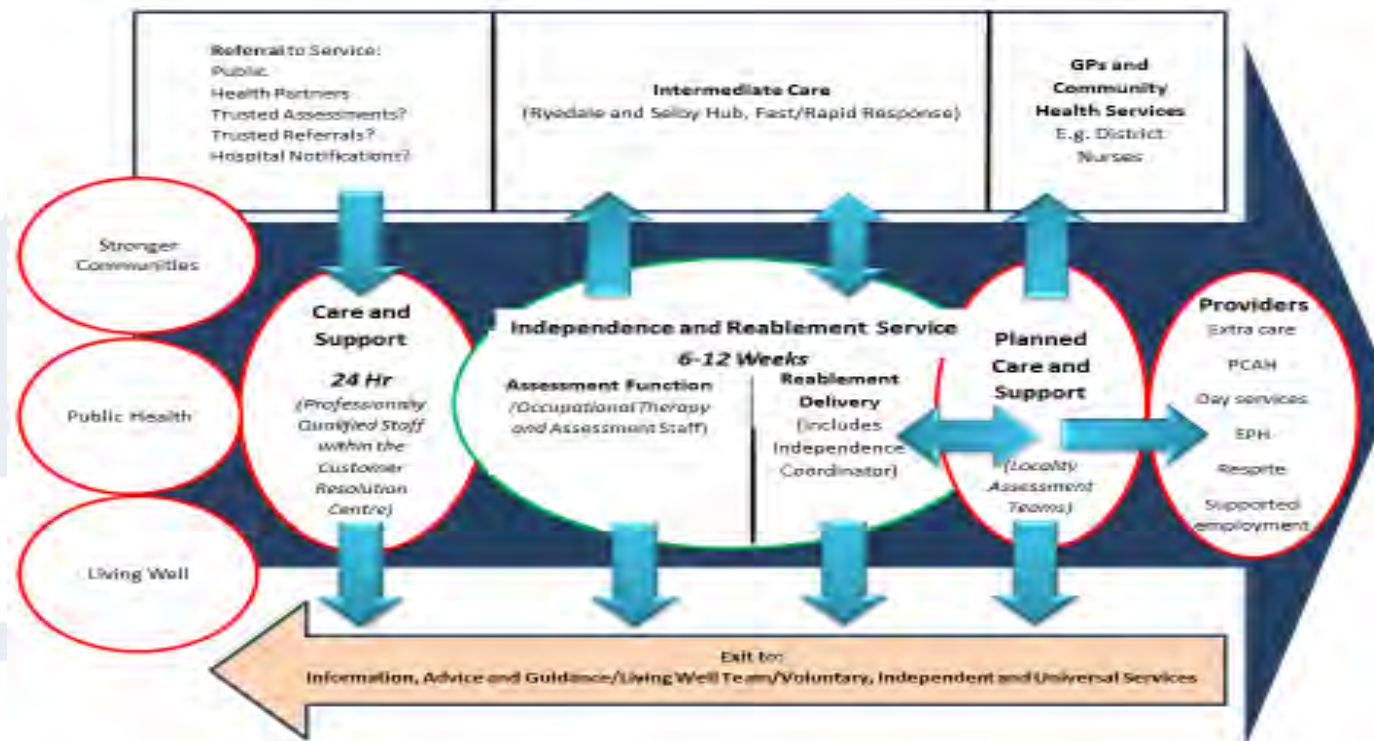 Referral to Service:
Public
Health Partners
Trusted Assessments?
Trusted Referrals?
Hospital Notifications?
Intermediate Care
(Ryedale and Selby Hub, Fast/Rapid Response)
GPs and
Community
Health Services
E.g. District
Nurses
Stronger
Communities
Public Health
Living Well
Care and
Support
24 Hr
(Professionally
Qualified Staff
within the
Customer
Resolution
Centre)
Independence and Reablement Service
6-12 Weeks
Assessment Function
(Occupational Therapy
and Assessment Staff)
Reablement
Delivery
(includes
Independence
Coordinator)
Planned
Care and
Support
(Locality
Assessment
Teams)
Providers
Extra care
PCAH
Day services
EPH
Respite
Supported
employment
Exit to:
Information, Advice and Guidance/Living Well Team/Voluntary, Independent and Universal Services